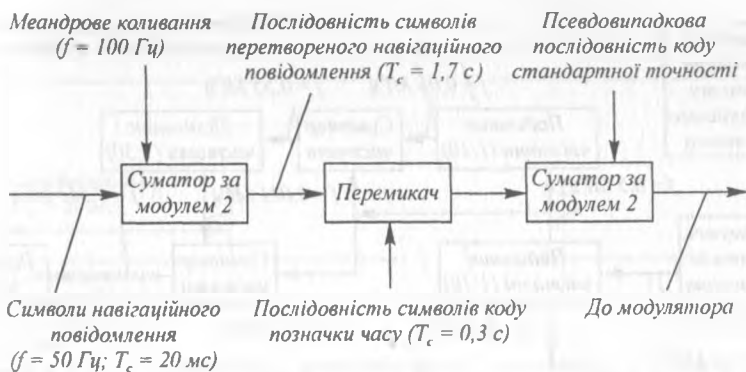 Меандрове коливання
(f = 100 Гц)
Послідовність символів
перетвореного навігаційного
повідомлення (Tс = 1,7 с)
Псевдовипадкова
послідовність коду
стандартної точності
Суматор за
модулем 2
Перемикач
Суматор за
модулем 2
Символи навігаційного
повідомлення
(f = 50 Гц; Tс = 20 мс)
Послідовність символів коду
позначки часу (Tс = 0,3 с)
До модулятора